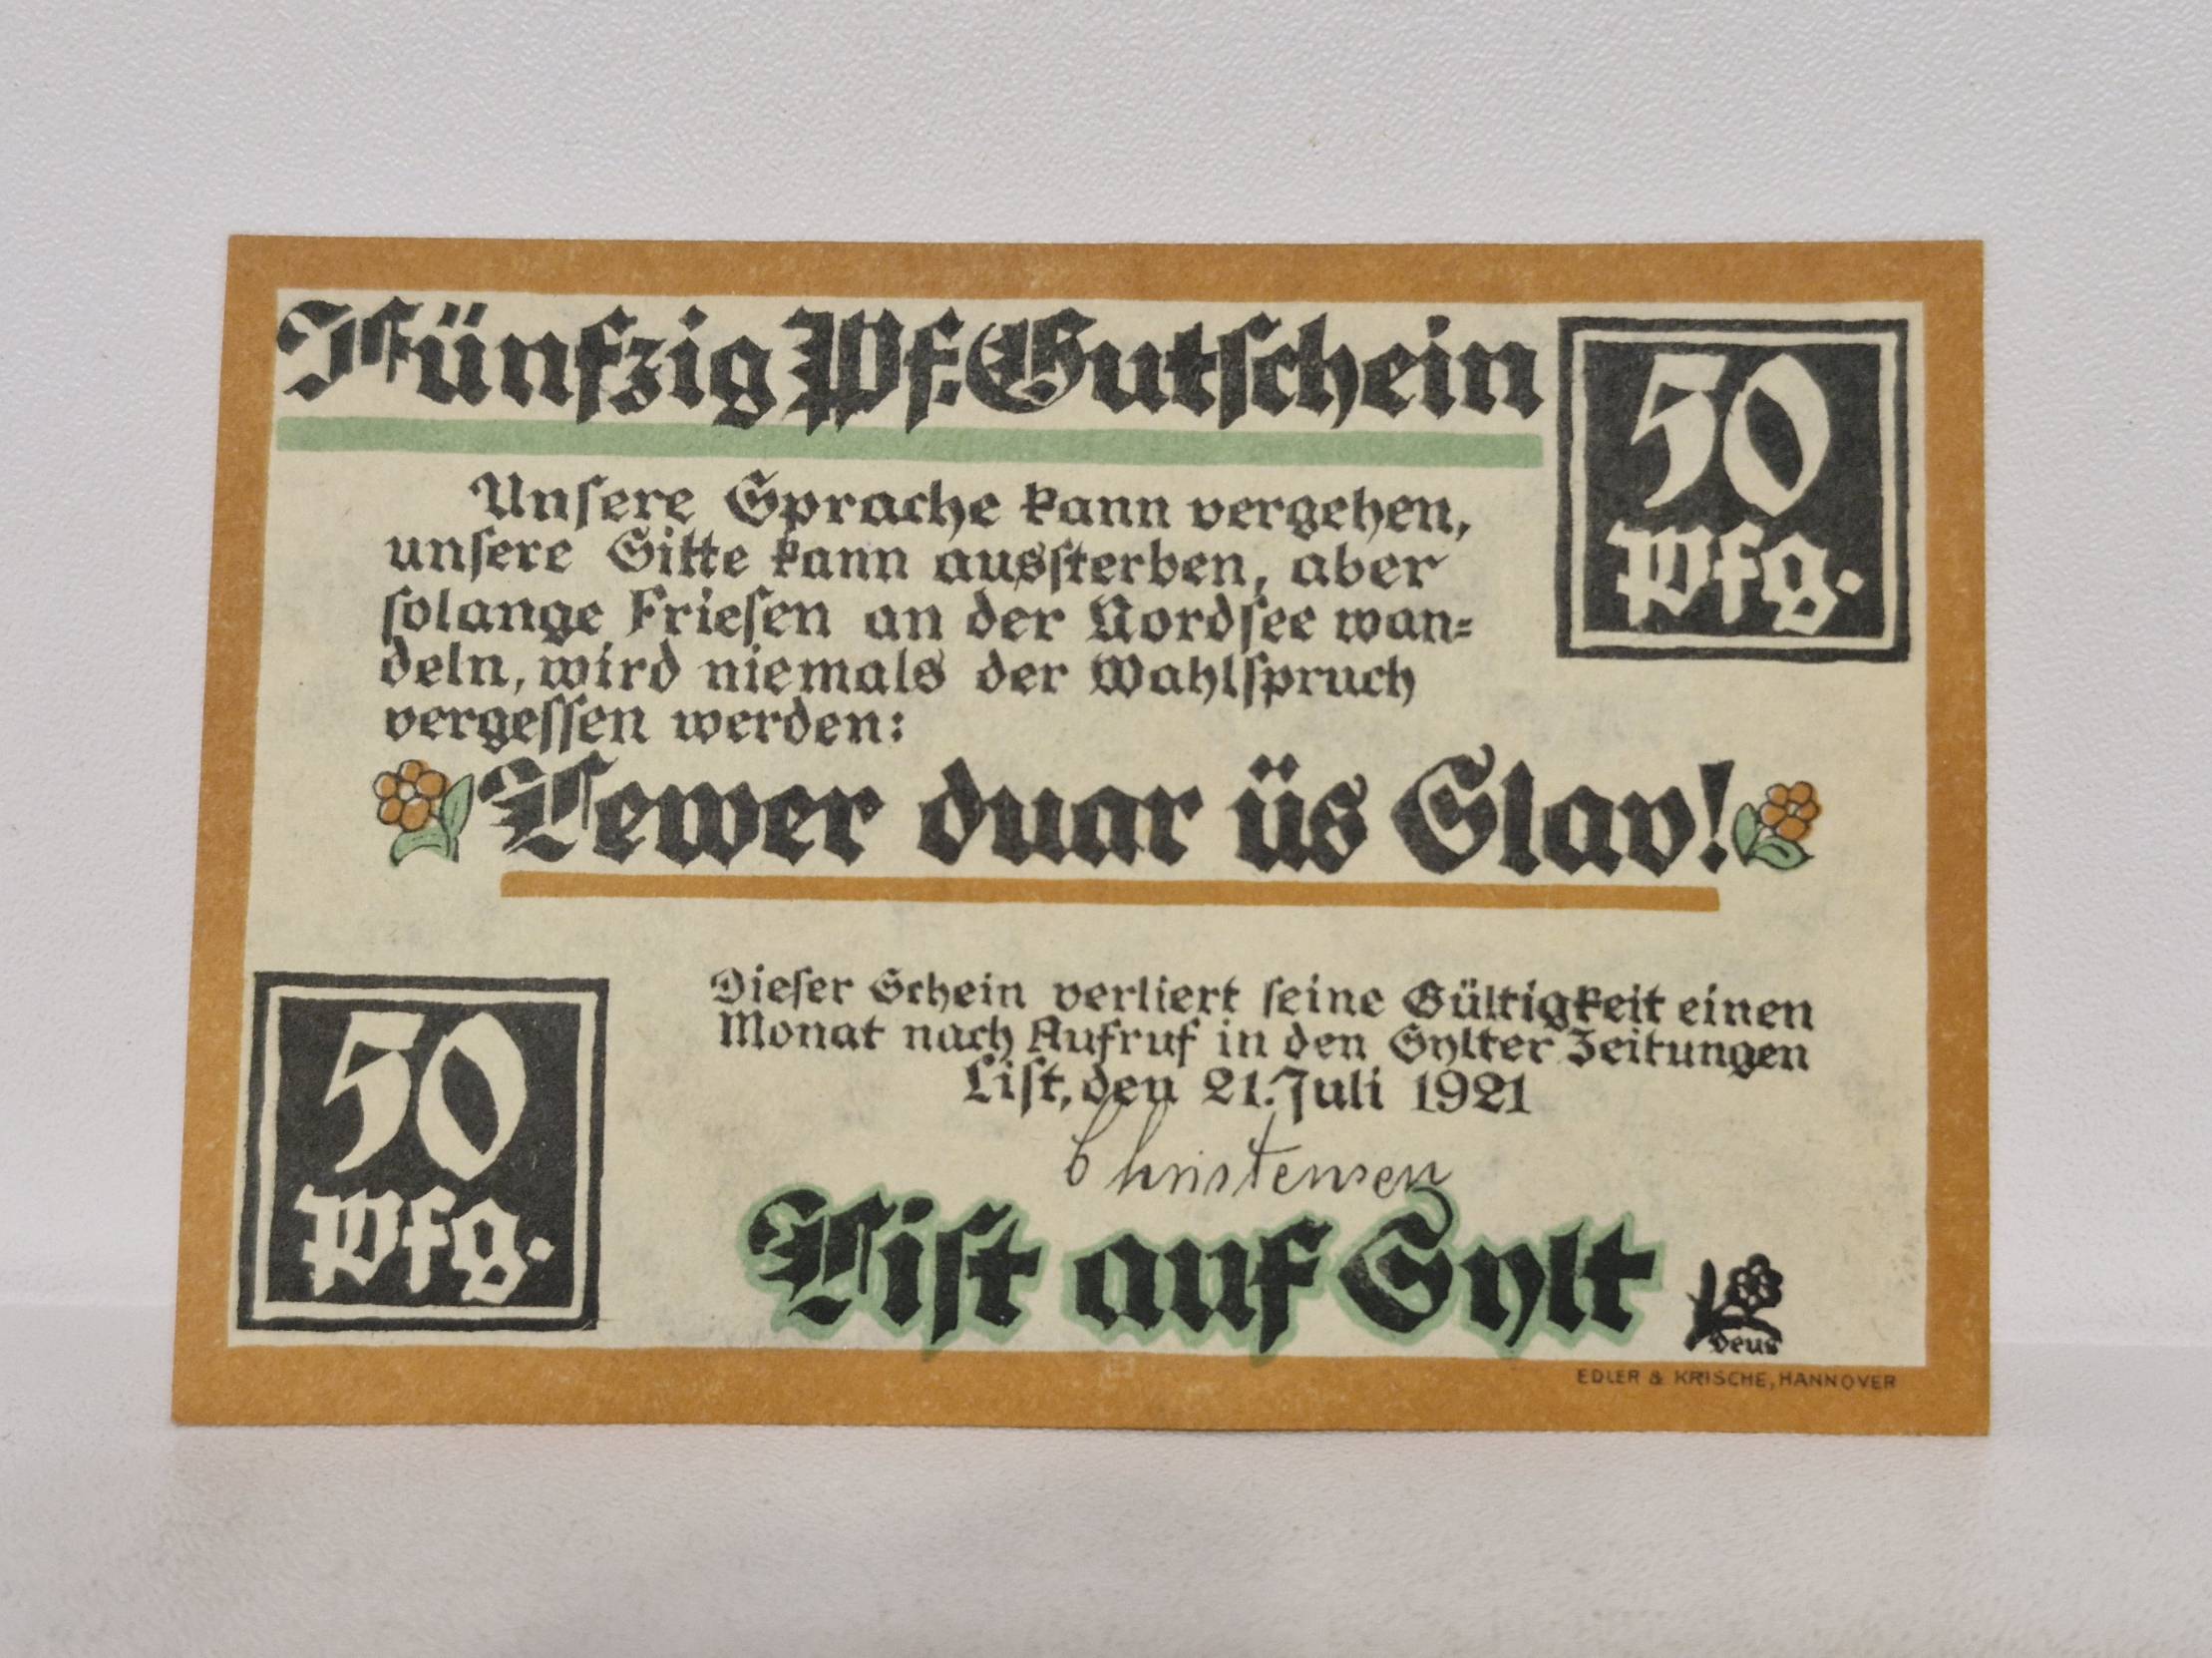 Fünfzig Pf. Gutschein
50
Pfg.
Unsere Sprache kann vergehen,
unsere Sitte kann aussterben, aber
solange Friesen an der Nordsee wan=
deln, wird niemals der Wahlspruch
vergessen werden:
Lewer duar üs Slav!
50
Pfg.
Dieser Schein verliert seine Gültigkeit einen
Monat nach Aufruf in den Sylter Zeitungen
List, den 21. Juli 1921
Christensen
List auf Sylt
Deus
EDLER & KRISCHE, HANNOVER